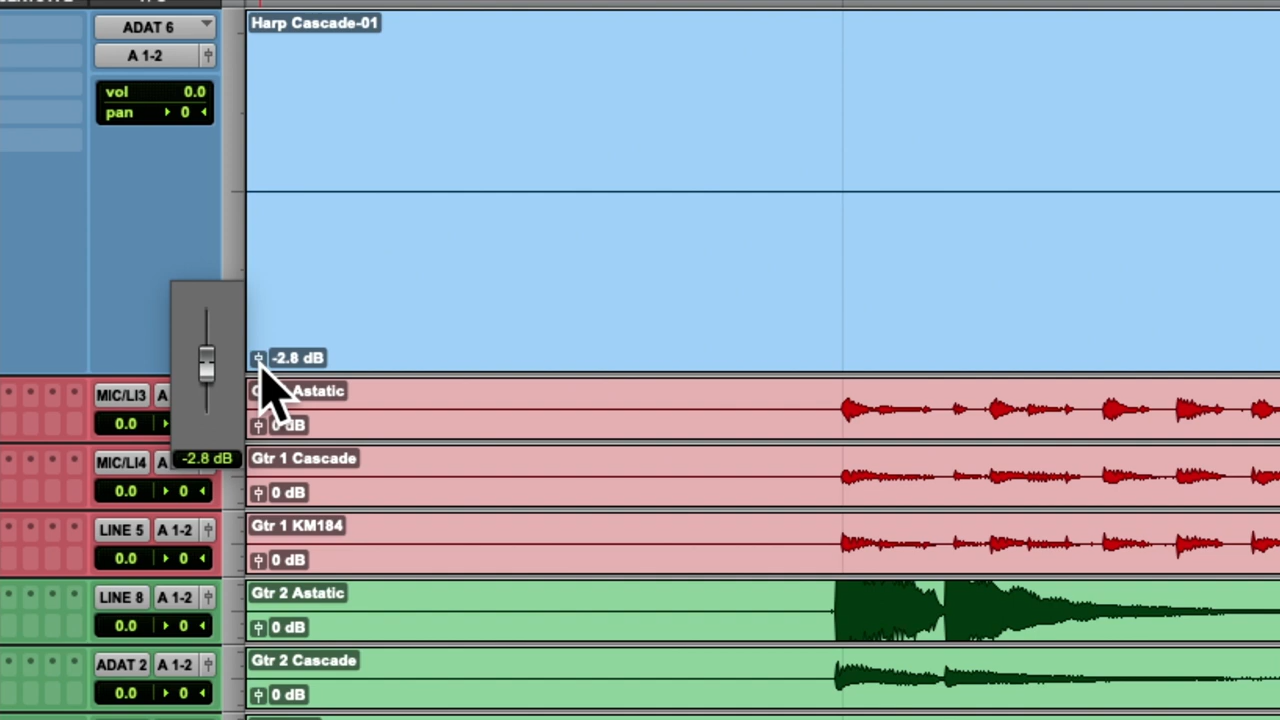 ADAT 6
A 1-2
vol 0.0
pan 0
Harp Cascade-01
-2.8 dB
-2.8 dB
MIC/LI3 A
0.0
Astatic
dB
MIC/LI4 A
0.0 0
Gtr 1 Cascade
0 dB
LINE 5 A 1-2
0.0 0
Gtr 1 KM184
0 dB
LINE 8 A 1-2
0.0 0
Gtr 2 Astatic
0 dB
ADAT 2 A 1-2
0.0 0
Gtr 2 Cascade
0 dB